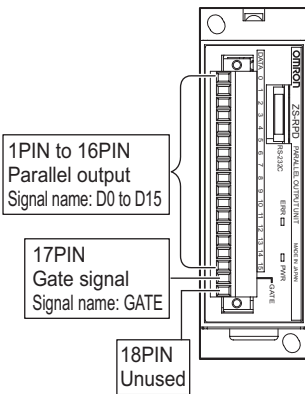 1PIN to 16PIN
Parallel output
Signal name: D0 to D15
17PIN
Gate signal
Signal name: GATE
18PIN
Unused
DATA
0
1
2
3
4
5
6
7
8
9
10
11
12
13
14
15
GATE
OMRON
ZS-RPD
PARALLEL OUTPUT UNIT
MADE IN JAPAN
RS-232C
ERR
PWR